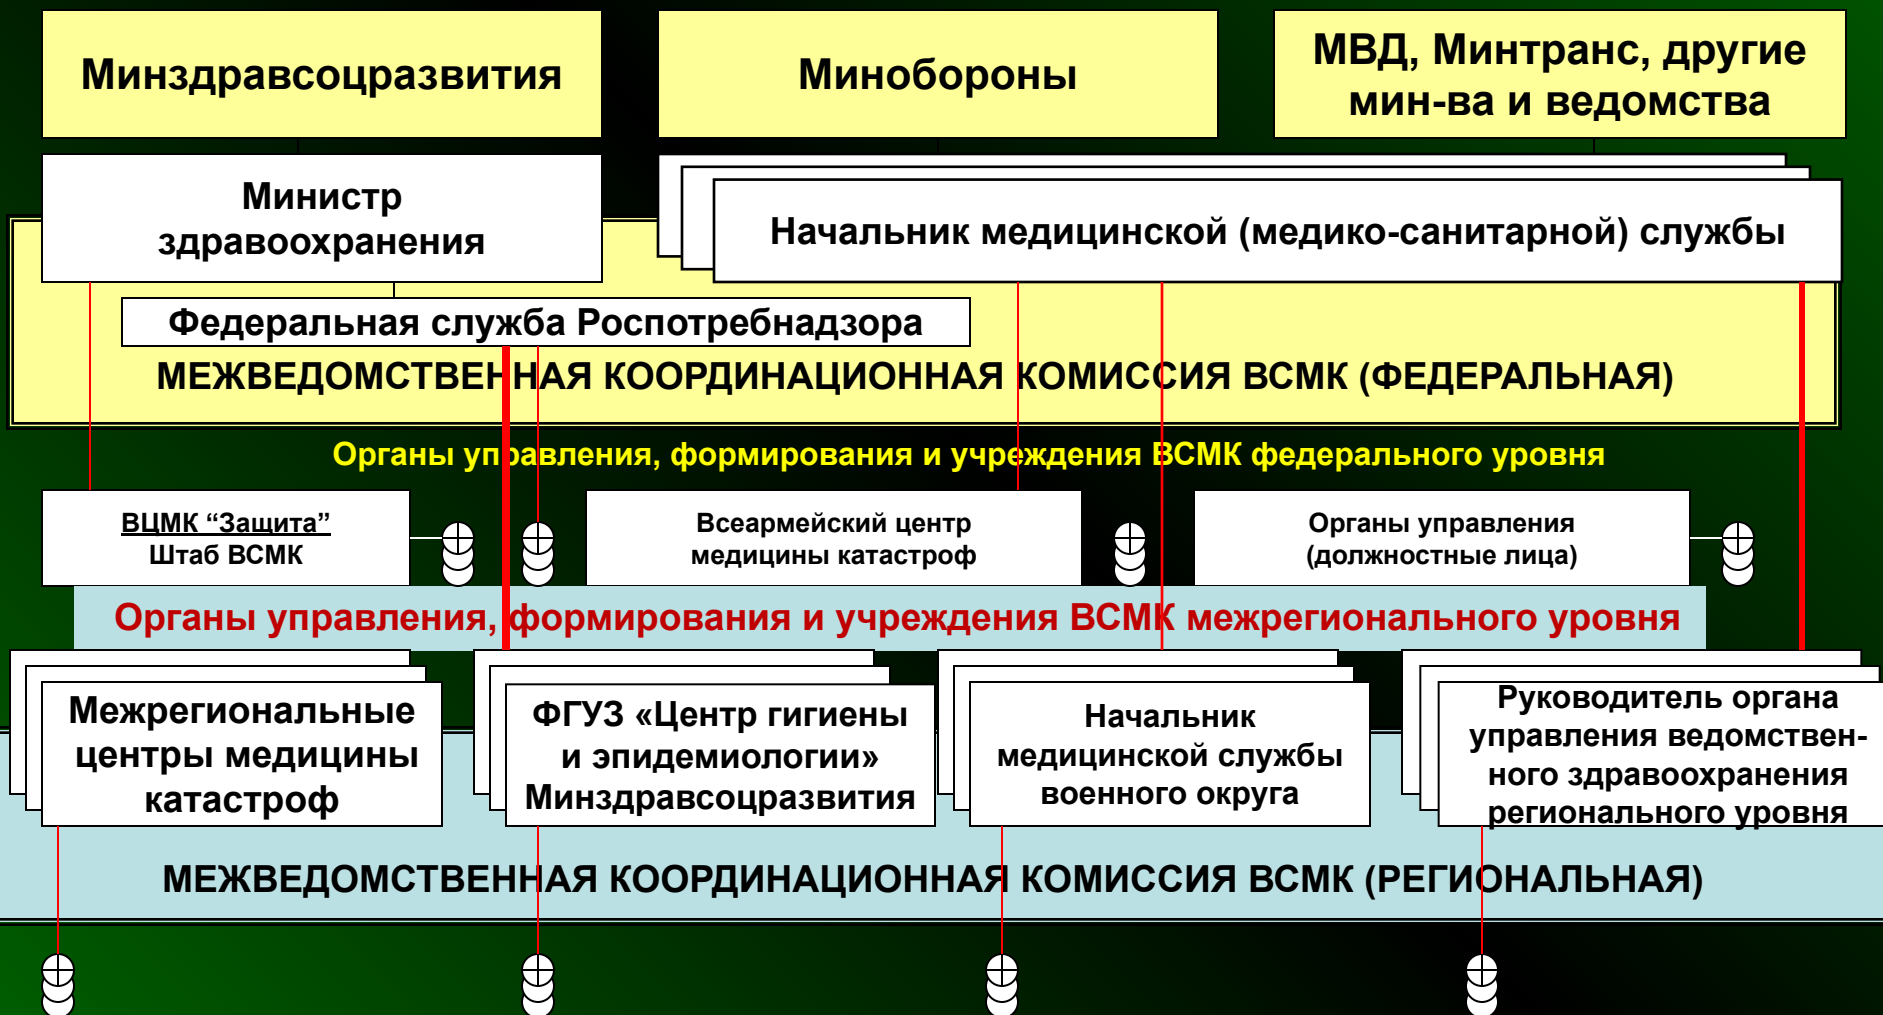 Минздравсоцразвития
Минобороны
МВД, Минтранс, другие
мин-ва и ведомства
Министр
здравоохранения
Начальник медицинской (медико-санитарной) службы
Федеральная служба Роспотребнадзора
МЕЖВЕДОМСТВЕННАЯ КООРДИНАЦИОННАЯ КОМИССИЯ ВСМК (ФЕДЕРАЛЬНАЯ)
Органы управления, формирования и учреждения ВСМК федерального уровня
ВЦМК “Защита”
Штаб ВСМК
Всеармейский центр
медицины катастроф
Органы управления
(должностные лица)
Органы управления, формирования и учреждения ВСМК межрегионального уровня
Межрегиональные
центры медицины
катастроф
ФГУЗ «Центр гигиены
и эпидемиологии»
Минздравсоцразвития
Начальник
медицинской службы
военного округа
Руководитель органа
управления ведомствен-
ного здравоохранения
регионального уровня
МЕЖВЕДОМСТВЕННАЯ КООРДИНАЦИОННАЯ КОМИССИЯ ВСМК (РЕГИОНАЛЬНАЯ)